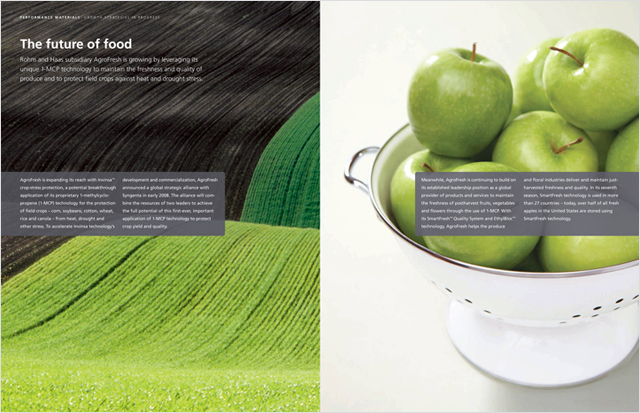 PERFORMANCE MATERIALS GROWTH STRATEGIES IN PROGRESS
The future of food
Rohm and Haas subsidiary AgroFresh is growing by leveraging its
unique 1-MCP technology to maintain the freshness and quality of
produce and to protect field crops against heat and drought stress.
AgroFresh is expanding its reach with Invinsa™
crop-stress protection, a potential breakthrough
application of its proprietary 1-methylcyclo-
propene (1-MCP) technology for the protection
of field crops – corn, soybeans, cotton, wheat,
rice and canola – from heat, drought and
other stress. To accelerate Invinsa technology's
development and commercialization, AgroFresh
announced a global strategic alliance with
Syngenta in early 2008. The alliance will com-
bine the resources of two leaders to achieve
the full potential of this first-ever, important
application of 1-MCP technology to protect
crop yield and quality.
Meanwhile, AgroFresh is continuing to build on
its established leadership position as a global
provider of products and services to maintain
the freshness of postharvest fruits, vegetables
and flowers through the use of 1-MCP. With
its SmartFresh™ Quality System and EthylBloc™
technology, AgroFresh helps the produce
and floral industries deliver and maintain just-
harvested freshness and quality. In its seventh
season, SmartFresh technology is used in more
than 27 countries – today, over half of all fresh
apples in the United States are stored using
SmartFresh technology.